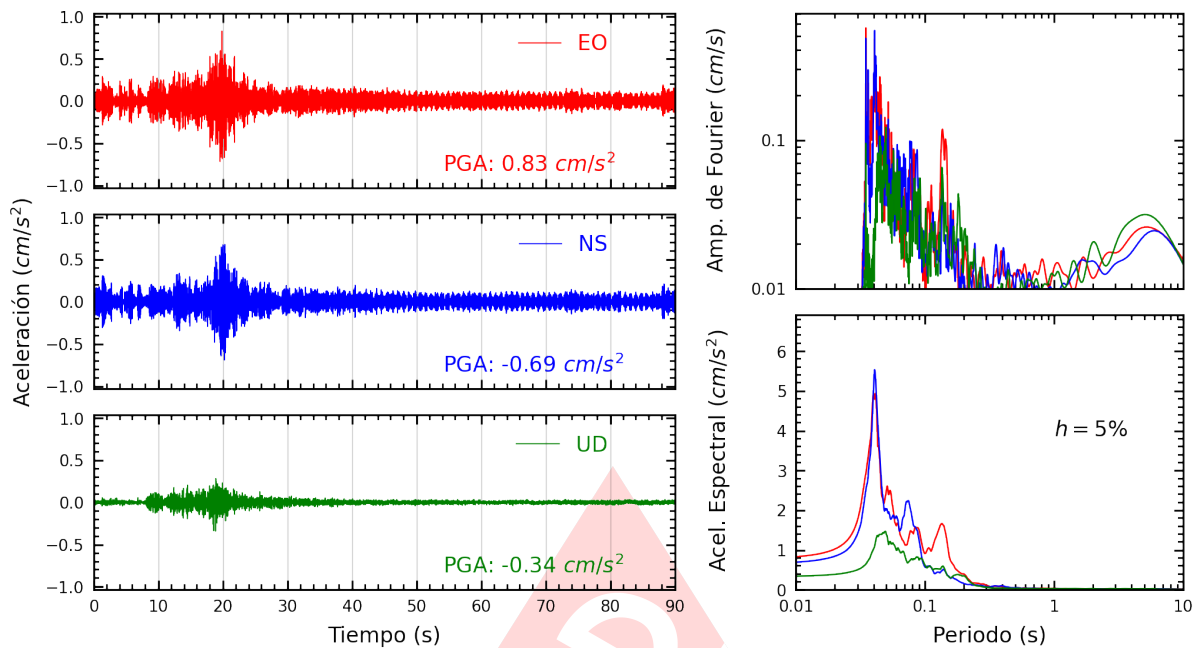 Aceleración (cm/s²)
1.0
0.5
0.0
−0.5
−1.0
EO
PGA: 0.83 cm/s²
1.0
0.5
0.0
−0.5
−1.0
NS
PGA: -0.69 cm/s²
1.0
0.5
0.0
−0.5
−1.0
UD
PGA: -0.34 cm/s²
0 10 20 30 40 50 60 70 80 90
Tiempo (s)
Amp. de Fourier (cm/s)
0.1
0.01
Acel. Espectral (cm/s²)
6
5
4
3
2
1
0
h = 5%
0.01 0.1 1 10
Periodo (s)